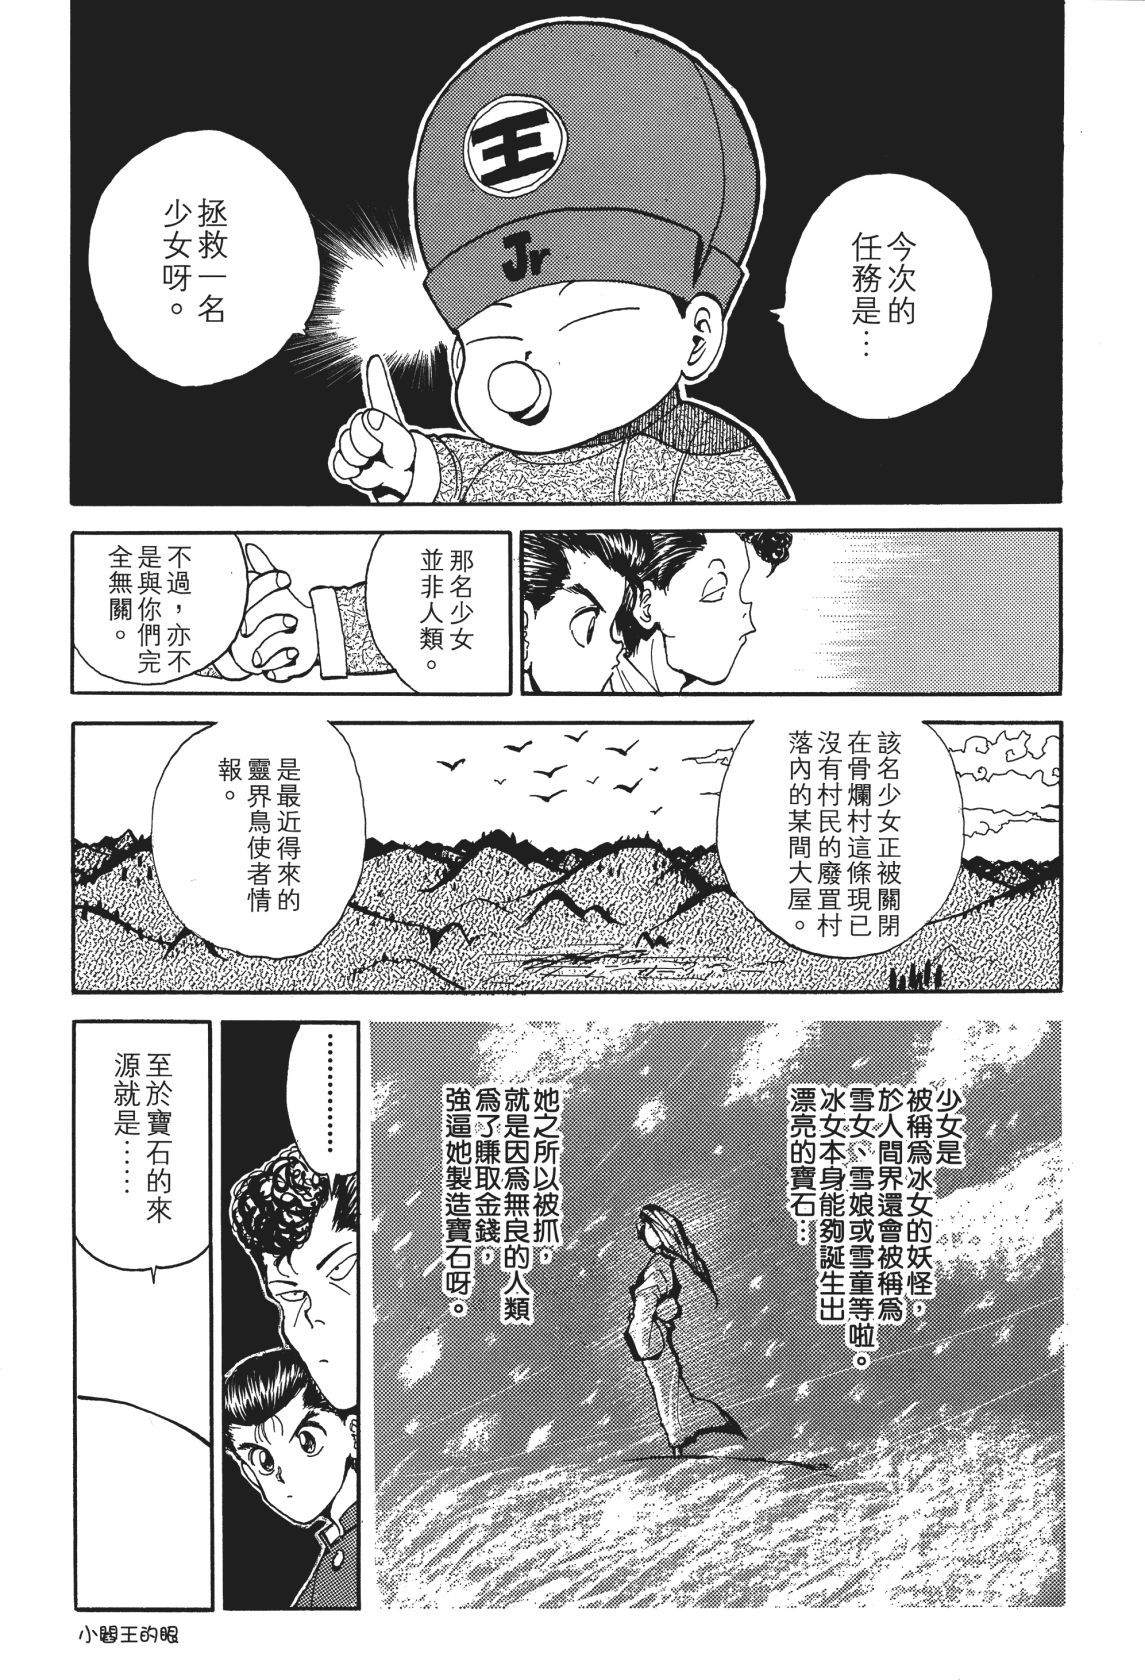 今次的
任務是…
王
Jr
拯救一名
少女呀。
那名少女
並非人類。
不過，亦不
是與你們完
全無關。
該名少女正被關閉
在骨爛村這條現已
沒有村民的廢置村
落內的某間大屋。
是最近得來的
靈界鳥使者情
報。
少女是
被稱爲冰女的妖怪，
於人間界還會被稱爲
雪女、雪娘或雪童等啦。
冰女本身能夠誕生出
漂亮的寶石…
她之所以被抓，
就是因爲無良的人類
爲了賺取金錢，
強逼她製造寶石呀。
…………
至於寶石的來
源就是……
小閻王的眼